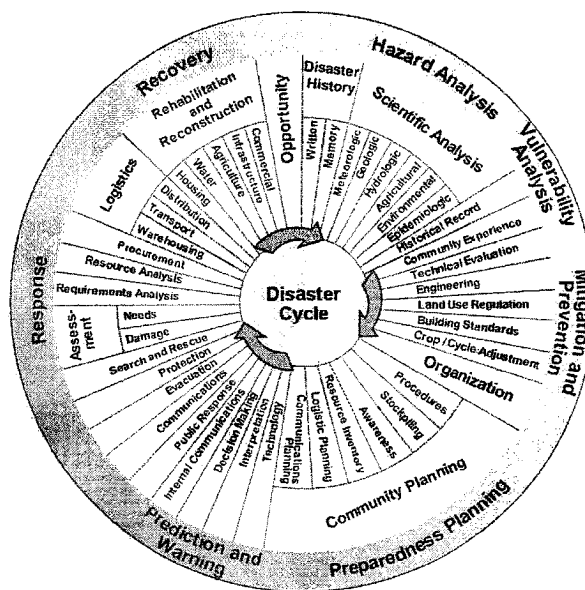 Disaster
Cycle
Hazard Analysis
Disaster
History
Written
Memory
Scientific Analysis
Meteorologic
Geologic
Hydrologic
Agricultural
Environmental
Epidemiologic
Vulnerability
Analysis
Historical Record
Community Experience
Technical Evaluation
Mitigation and
Prevention
Engineering
Land Use Regulation
Building Standards
Crop / Cycle Adjustment
Preparedness Planning
Organization
Community Planning
Procedures
Stockpiling
Awareness
Resource Inventory
Logistic Planning
Communications
Planning
Prediction and
Warning
Technology
Interpretation
Decision Making
Internal Communications
Public Response
Communications
Response
Evacuation
Protection
Search and Rescue
Assess-
ment
Damage
Needs
Requirements Analysis
Resource Analysis
Procurement
Logistics
Warehousing
Transport
Distribution
Recovery
Rehabilitation
and
Reconstruction
Housing
Water
Agriculture
Infrastructure
Commercial
Opportunity